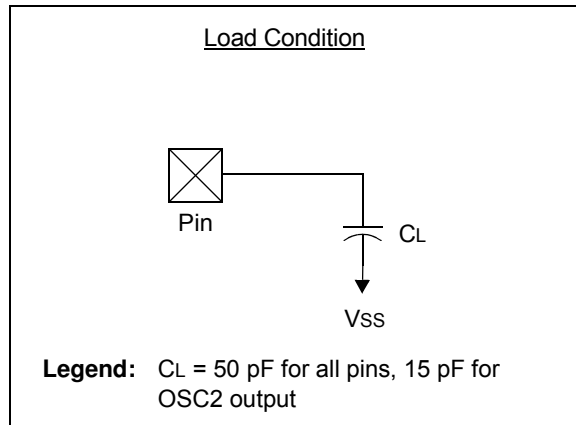 Load Condition
Pin
CL
VSS
Legend: CL = 50 pF for all pins, 15 pF for
OSC2 output